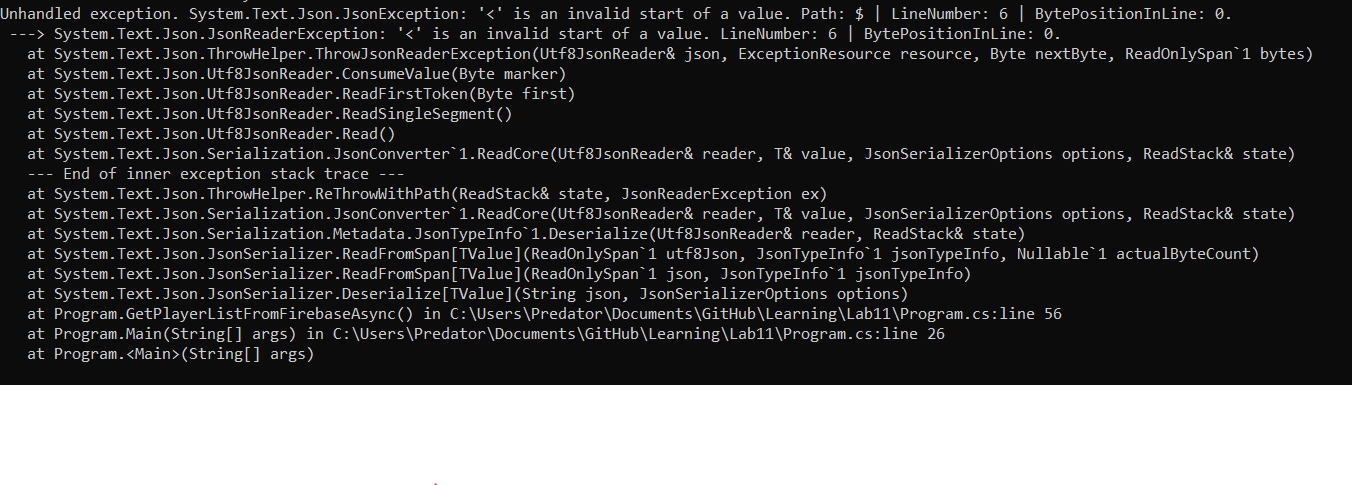 Unhandled exception. System.Text.Json.JsonException: '<' is an invalid start of a value. Path: $ | LineNumber: 6 | BytePositionInLine: 0.
---> System.Text.Json.JsonReaderException: '<' is an invalid start of a value. LineNumber: 6 | BytePositionInLine: 0.
at System.Text.Json.ThrowHelper.ThrowJsonReaderException(Utf8JsonReader& json, ExceptionResource resource, Byte nextByte, ReadOnlySpan`1 bytes)
at System.Text.Json.Utf8JsonReader.ConsumeValue(Byte marker)
at System.Text.Json.Utf8JsonReader.ReadFirstToken(Byte first)
at System.Text.Json.Utf8JsonReader.ReadSingleSegment()
at System.Text.Json.Utf8JsonReader.Read()
at System.Text.Json.Serialization.JsonConverter`1.ReadCore(Utf8JsonReader& reader, T& value, JsonSerializerOptions options, ReadStack& state)
--- End of inner exception stack trace ---
at System.Text.Json.ThrowHelper.ReThrowWithPath(ReadStack& state, JsonReaderException ex)
at System.Text.Json.Serialization.JsonConverter`1.ReadCore(Utf8JsonReader& reader, T& value, JsonSerializerOptions options, ReadStack& state)
at System.Text.Json.Serialization.Metadata.JsonTypeInfo`1.Deserialize(Utf8JsonReader& reader, ReadStack& state)
at System.Text.Json.JsonSerializer.ReadFromSpan[TValue](ReadOnlySpan`1 utf8Json, JsonTypeInfo`1 jsonTypeInfo, Nullable`1 actualByteCount)
at System.Text.Json.JsonSerializer.ReadFromSpan[TValue](ReadOnlySpan`1 json, JsonTypeInfo`1 jsonTypeInfo)
at System.Text.Json.JsonSerializer.Deserialize[TValue](String json, JsonSerializerOptions options)
at Program.GetPlayerListFromFirebaseAsync() in C:\Users\Predator\Documents\GitHub\Learning\Lab11\Program.cs:line 56
at Program.Main(String[] args) in C:\Users\Predator\Documents\GitHub\Learning\Lab11\Program.cs:line 26
at Program.<Main>(String[] args)